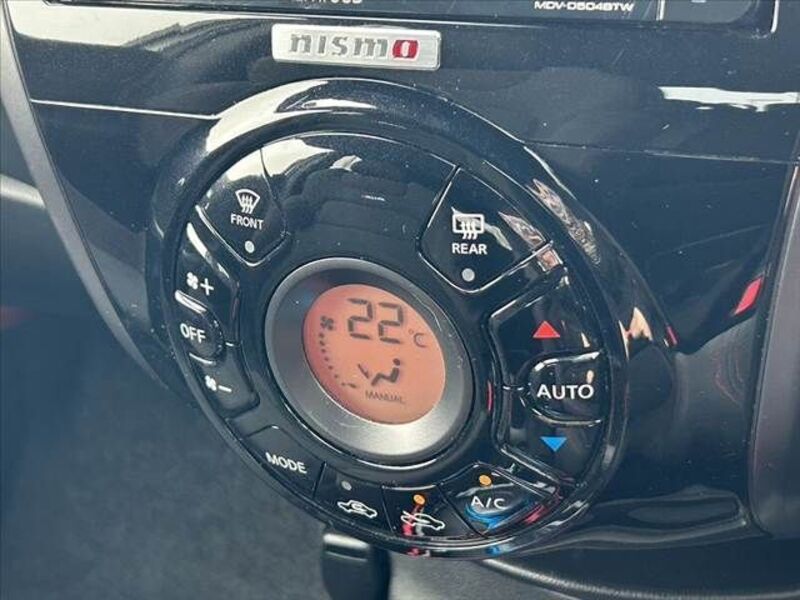 MDV-D504BTW
nismo
FRONT
REAR
+
22°C
OFF
AUTO
-
MANUAL
MODE
A/C